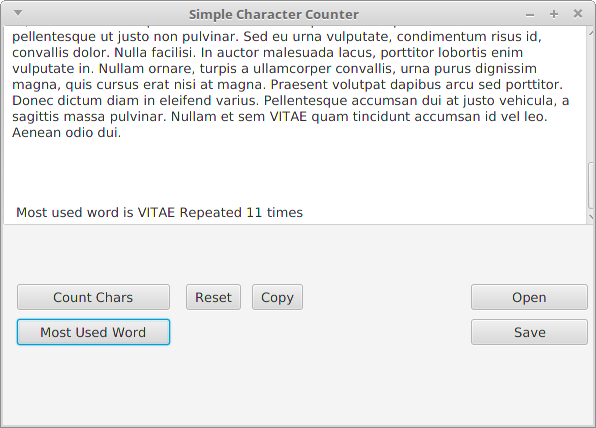 Simple Character Counter
pellentesque ut justo non pulvinar. Sed eu urna vulputate, condimentum risus id,
convallis dolor. Nulla facilisi. In auctor malesuada lacus, porttitor lobortis enim
vulputate in. Nullam ornare, turpis a ullamcorper convallis, urna purus dignissim
magna, quis cursus erat nisi at magna. Praesent volutpat dapibus arcu sed porttitor.
Donec dictum diam in eleifend varius. Pellentesque accumsan dui at justo vehicula, a
sagittis massa pulvinar. Nullam et sem VITAE quam tincidunt accumsan id vel leo.
Aenean odio dui.
Most used word is VITAE Repeated 11 times
Count Chars Reset Copy Open
Most Used Word Save